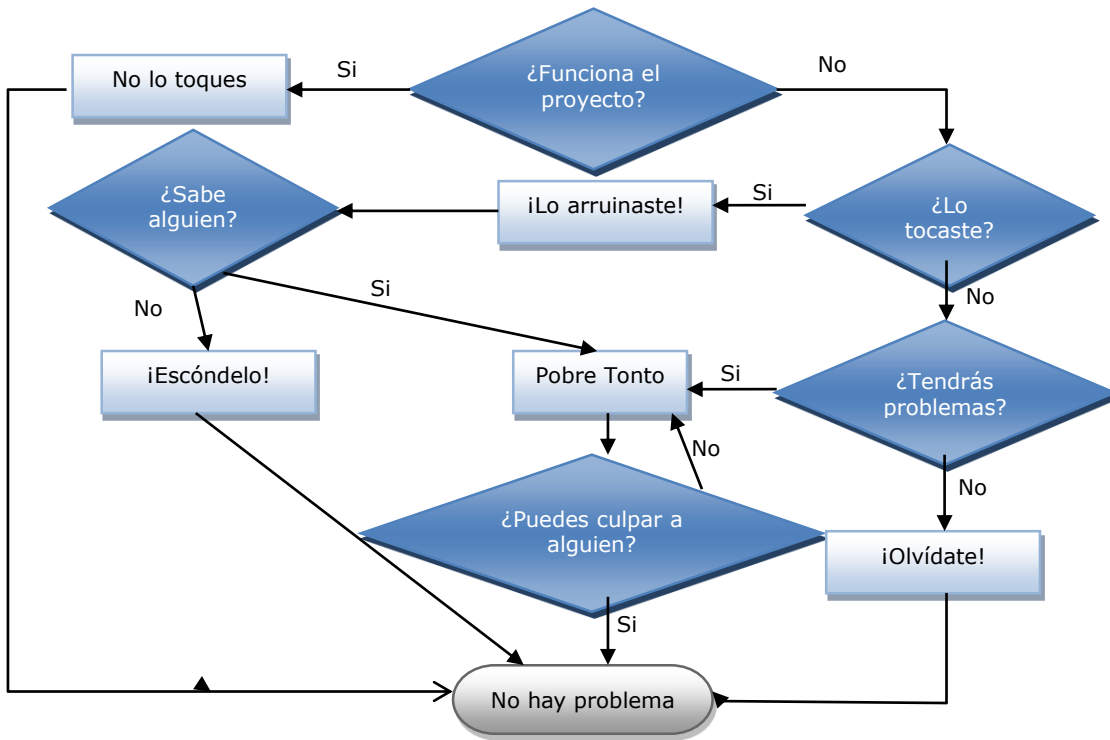 No lo toques
Si
¿Funciona el
proyecto?
No
¿Sabe
alguien?
¡Lo arruinaste!
Si
¿Lo
tocaste?
No
Si
No
¡Escóndelo!
Pobre Tonto
Si
¿Tendrás
problemas?
No
No
¿Puedes culpar a
alguien?
¡Olvídate!
Si
No hay problema